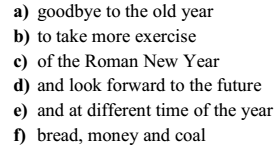 a) goodbye to the old year
b) to take more exercise
c) of the Roman New Year
d) and look forward to the future
e) and at different time of the year
f) bread, money and coal